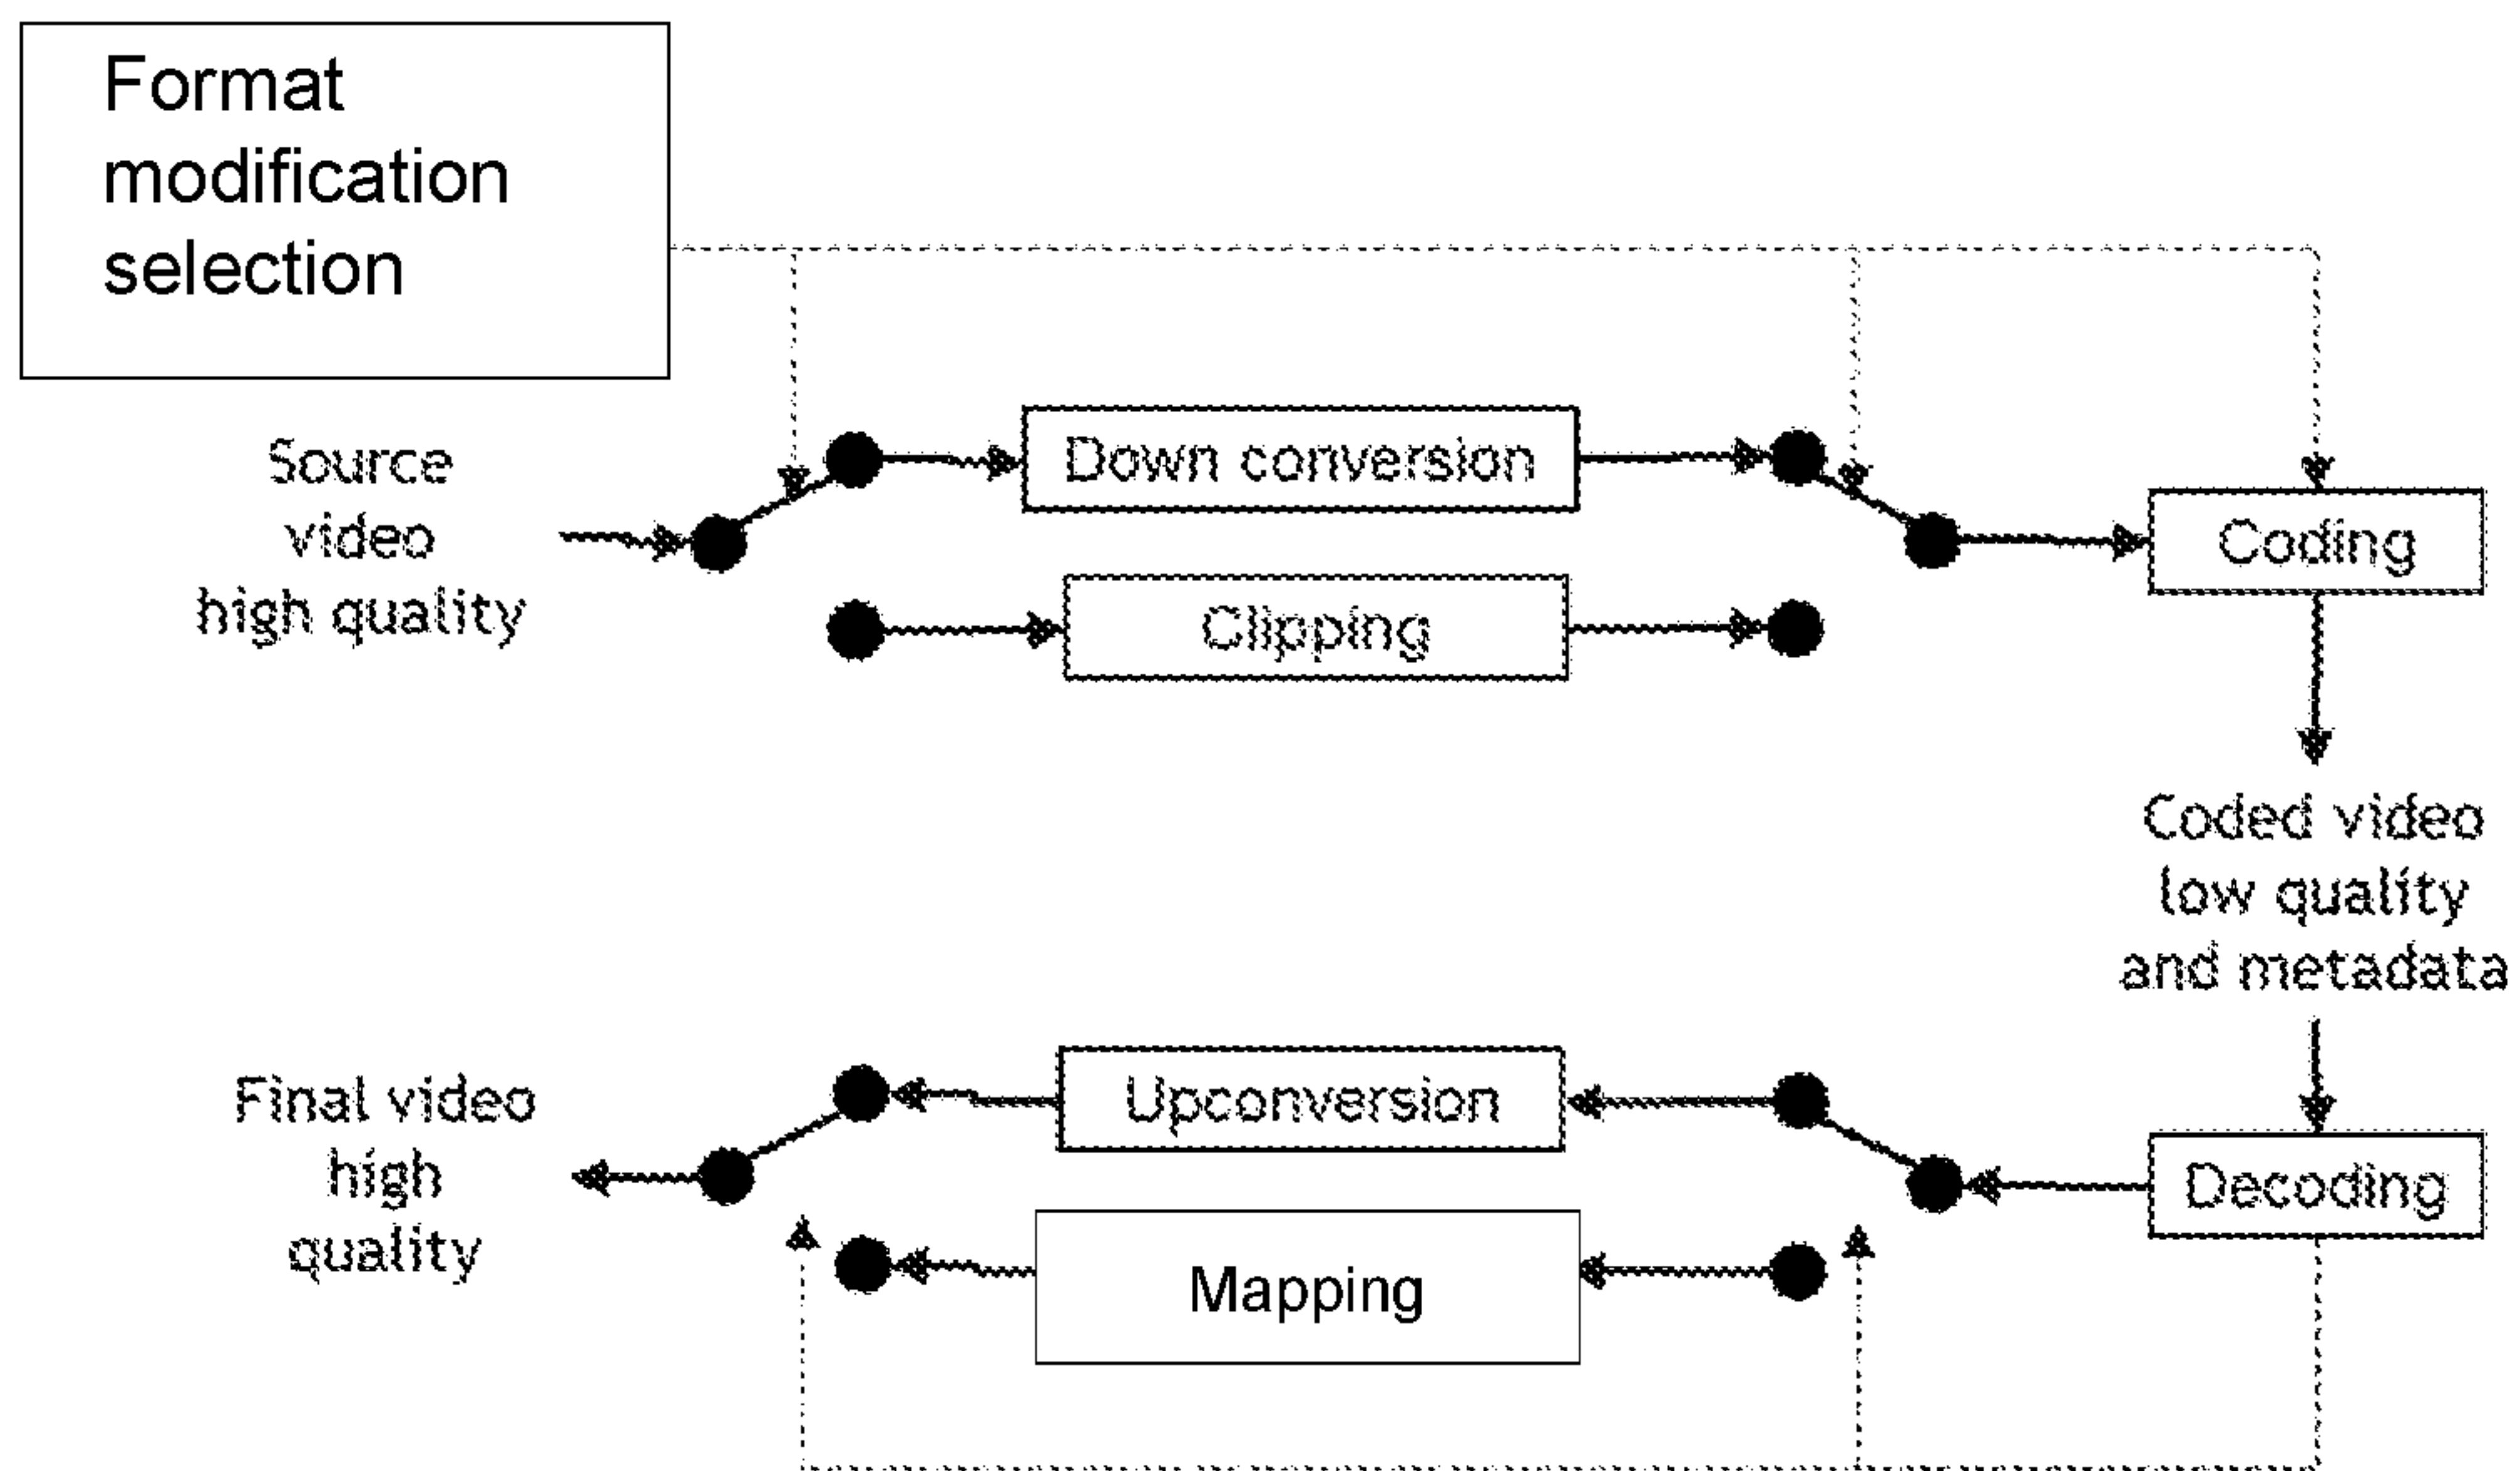 Format
modification
selection
Source
video
high quality
Down conversion
Clipping
Coding
Coded video
low quality
and metadata
Final video
high
quality
Upconversion
Mapping
Decoding